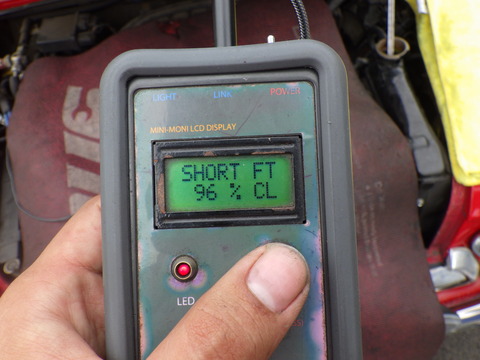 LIGHT LINK POWER
MINI-MONI LCD DISPLAY
SHORT FT
96 % CL
LED